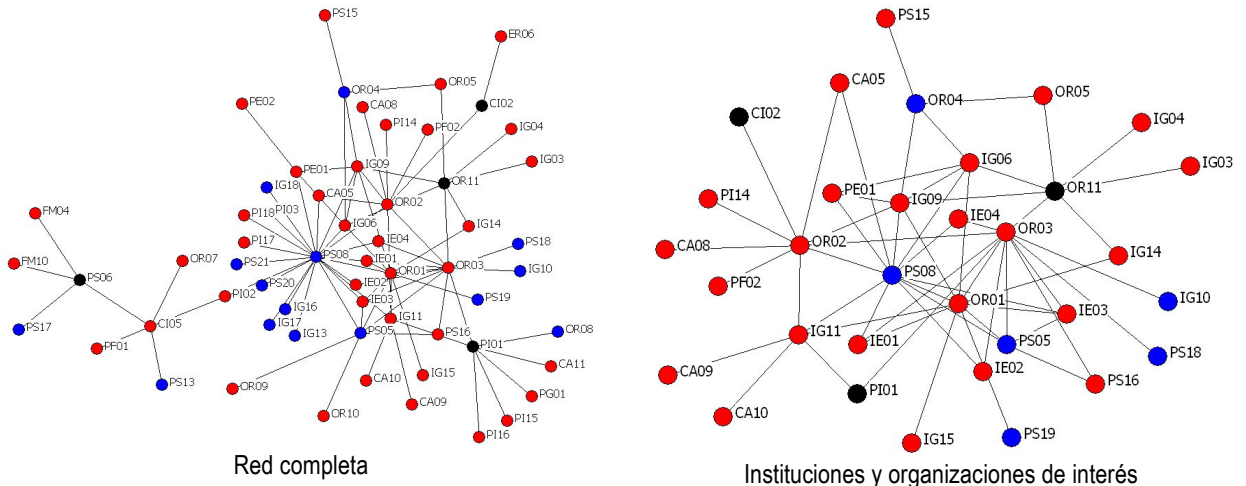 PS15
ER06
PE02
OR04
OR05
CA08
CI02
PI14
PF02
IG04
IG09
IG03
PE01
OR11
IG18
CA05
OR02
FM04
PI18
PI03
IG06
IG14
PI17
IE04
PS18
OR07
PS08
IE01
FM10
PS21
OR01
OR03
IG10
PS06
PS20
IE02
PI02
IE03
PS19
IG16
CI05
IG17
IG11
PS17
IG13
PS05
PS16
OR08
PF01
PI01
CA11
PS13
OR09
CA10
IG15
PG01
CA09
OR10
PI15
PI16
Red completa
PS15
CA05
OR04
OR05
CI02
IG04
IG06
IG03
PE01
OR11
PI14
IG09
IE04
OR03
OR02
CA08
IG14
PS08
PF02
OR01
IG10
IE03
IG11
IE01
PS05
PS18
CA09
IE02
PS16
PI01
CA10
IG15
PS19
Instituciones y organizaciones de interés